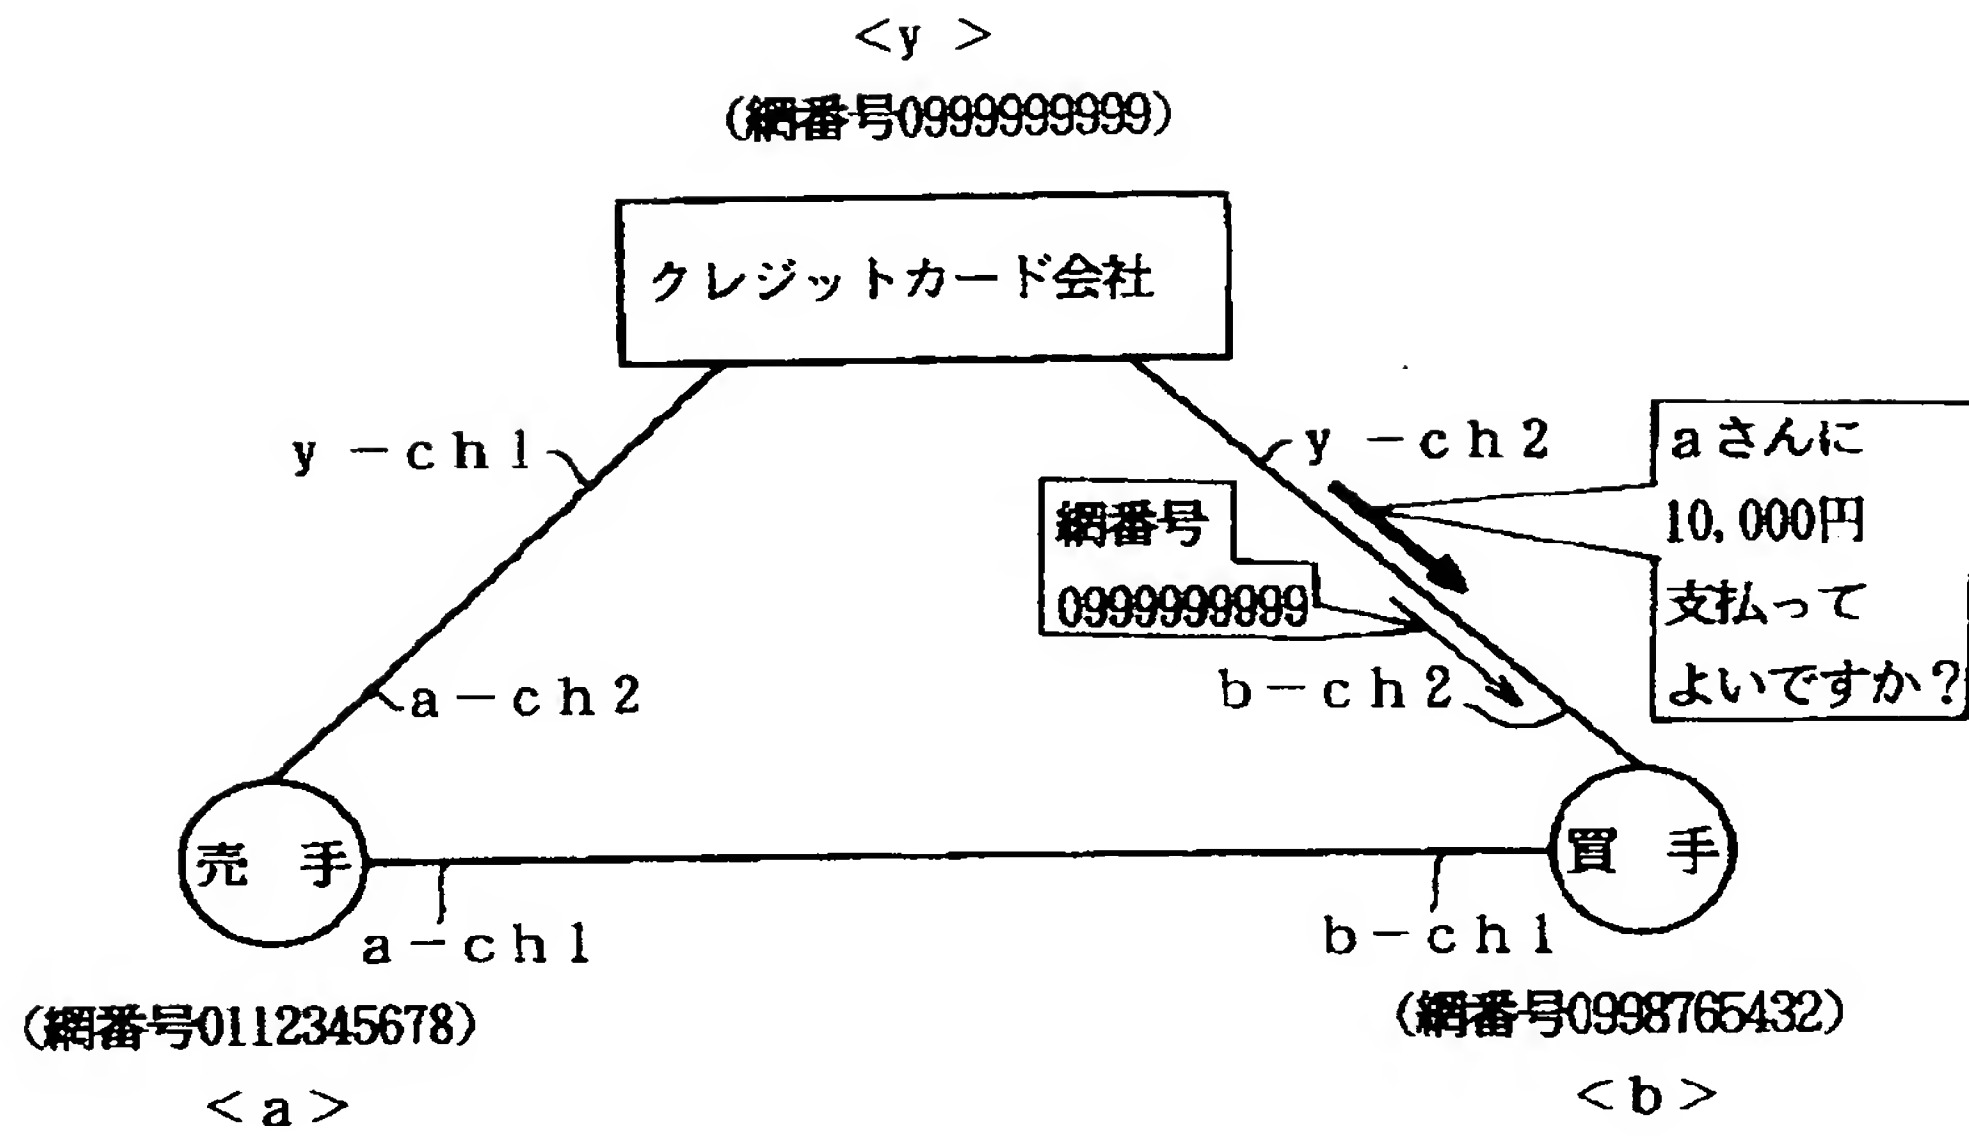 <y >
(網番号0999999999)
クレジットカード会社
y-ch1
y-ch2
aさんに
10,000円
支払って
よいですか?
網番号
0999999999
a-ch2
b-ch2
売 手
買 手
a-ch1
b-ch1
(網番号0112345678)
(網番号0998765432)
<a>
<b>